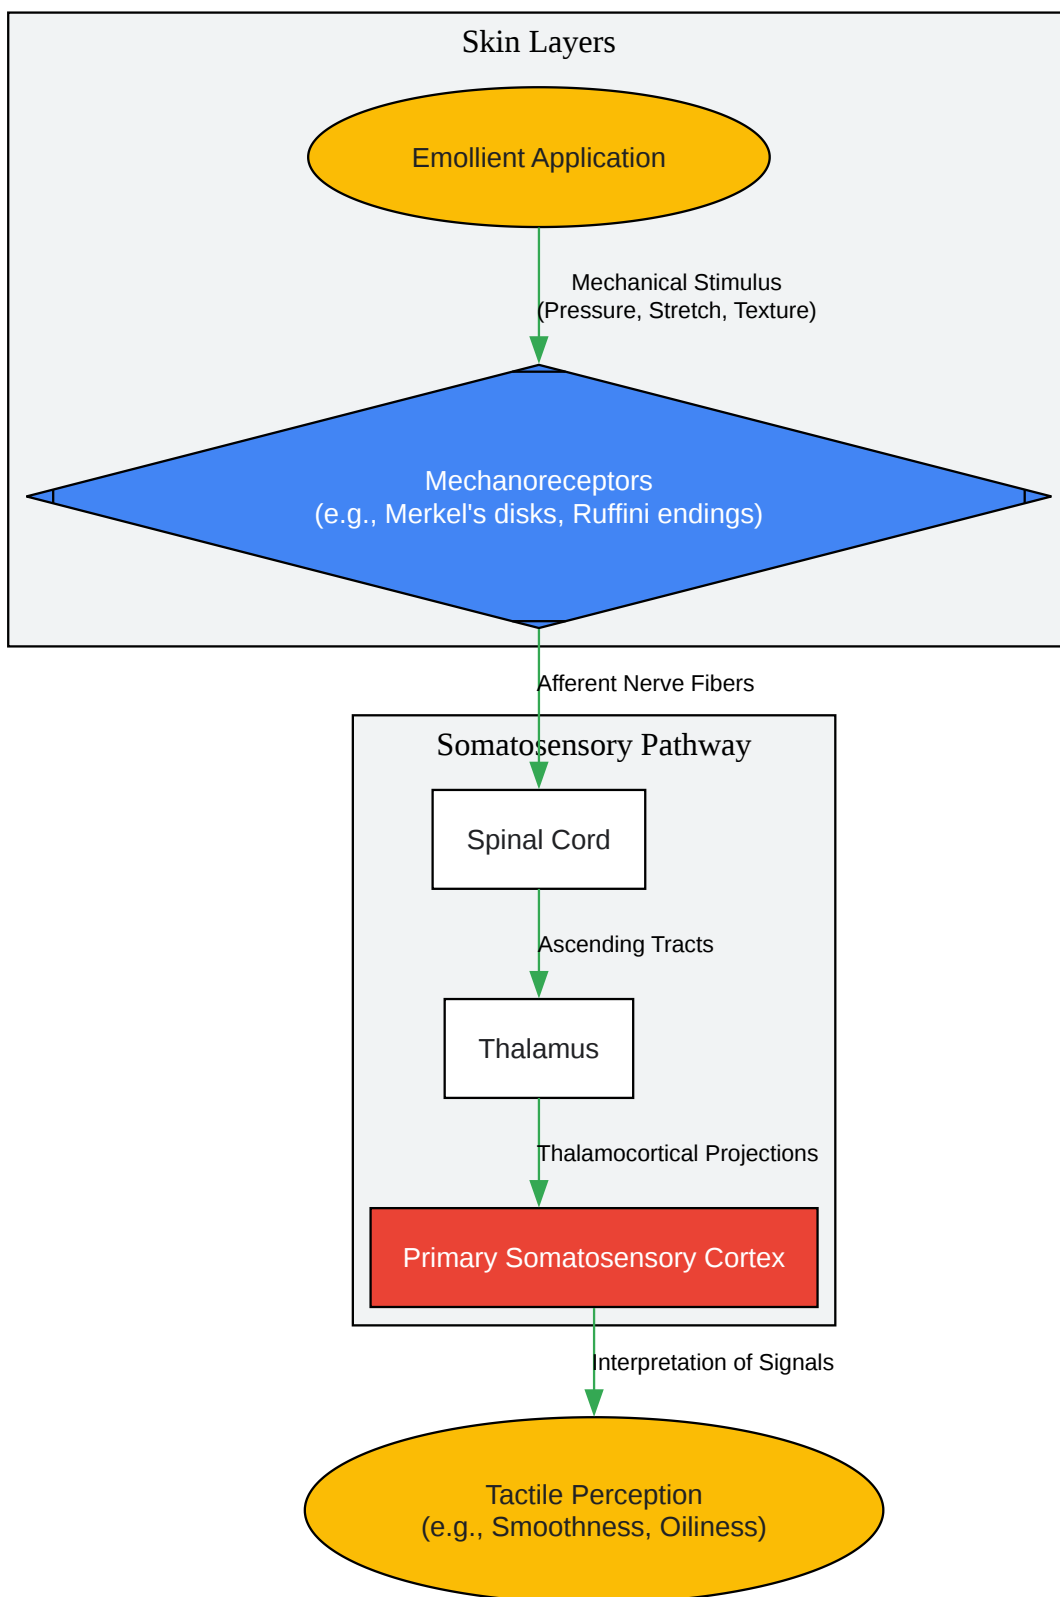 Skin Layers
Emollient Application
Mechanical Stimulus
(Pressure, Stretch, Texture)
Mechanoreceptors
(e.g., Merkel's disks, Ruffini endings)
Afferent Nerve Fibers
Somatosensory Pathway
Spinal Cord
Ascending Tracts
Thalamus
Thalamocortical Projections
Primary Somatosensory Cortex
Interpretation of Signals
Tactile Perception
(e.g., Smoothness, Oiliness)